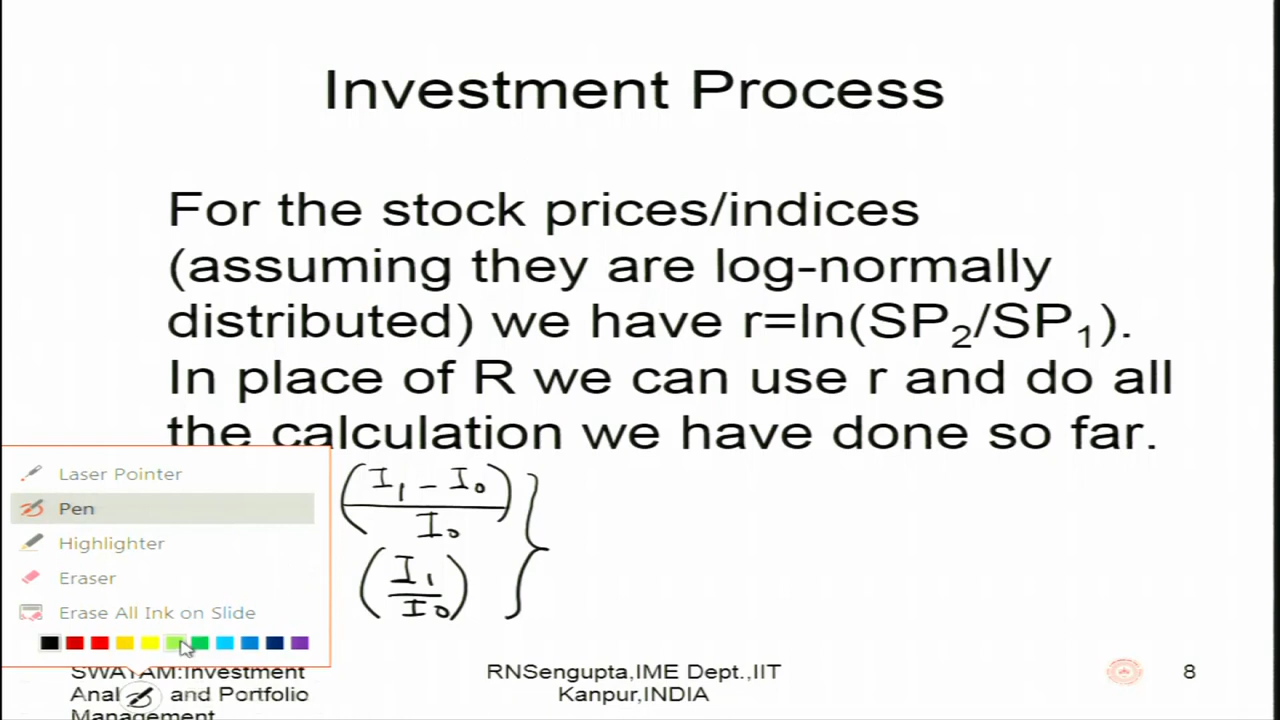 Investment Process
For the stock prices/indices
(assuming they are log-normally
distributed) we have r=ln(SP₂/SP₁).
In place of R we can use r and do all
the calculation we have done so far.
Laser Pointer
Pen
Highlighter
Eraser
Erase All Ink on Slide
(I₁ - I₀)
I₀
(I₁
I₀)
SWAYAM:Investment
and Portfolio
Management
RNSengupta,IME Dept.,IIT
Kanpur,INDIA
8